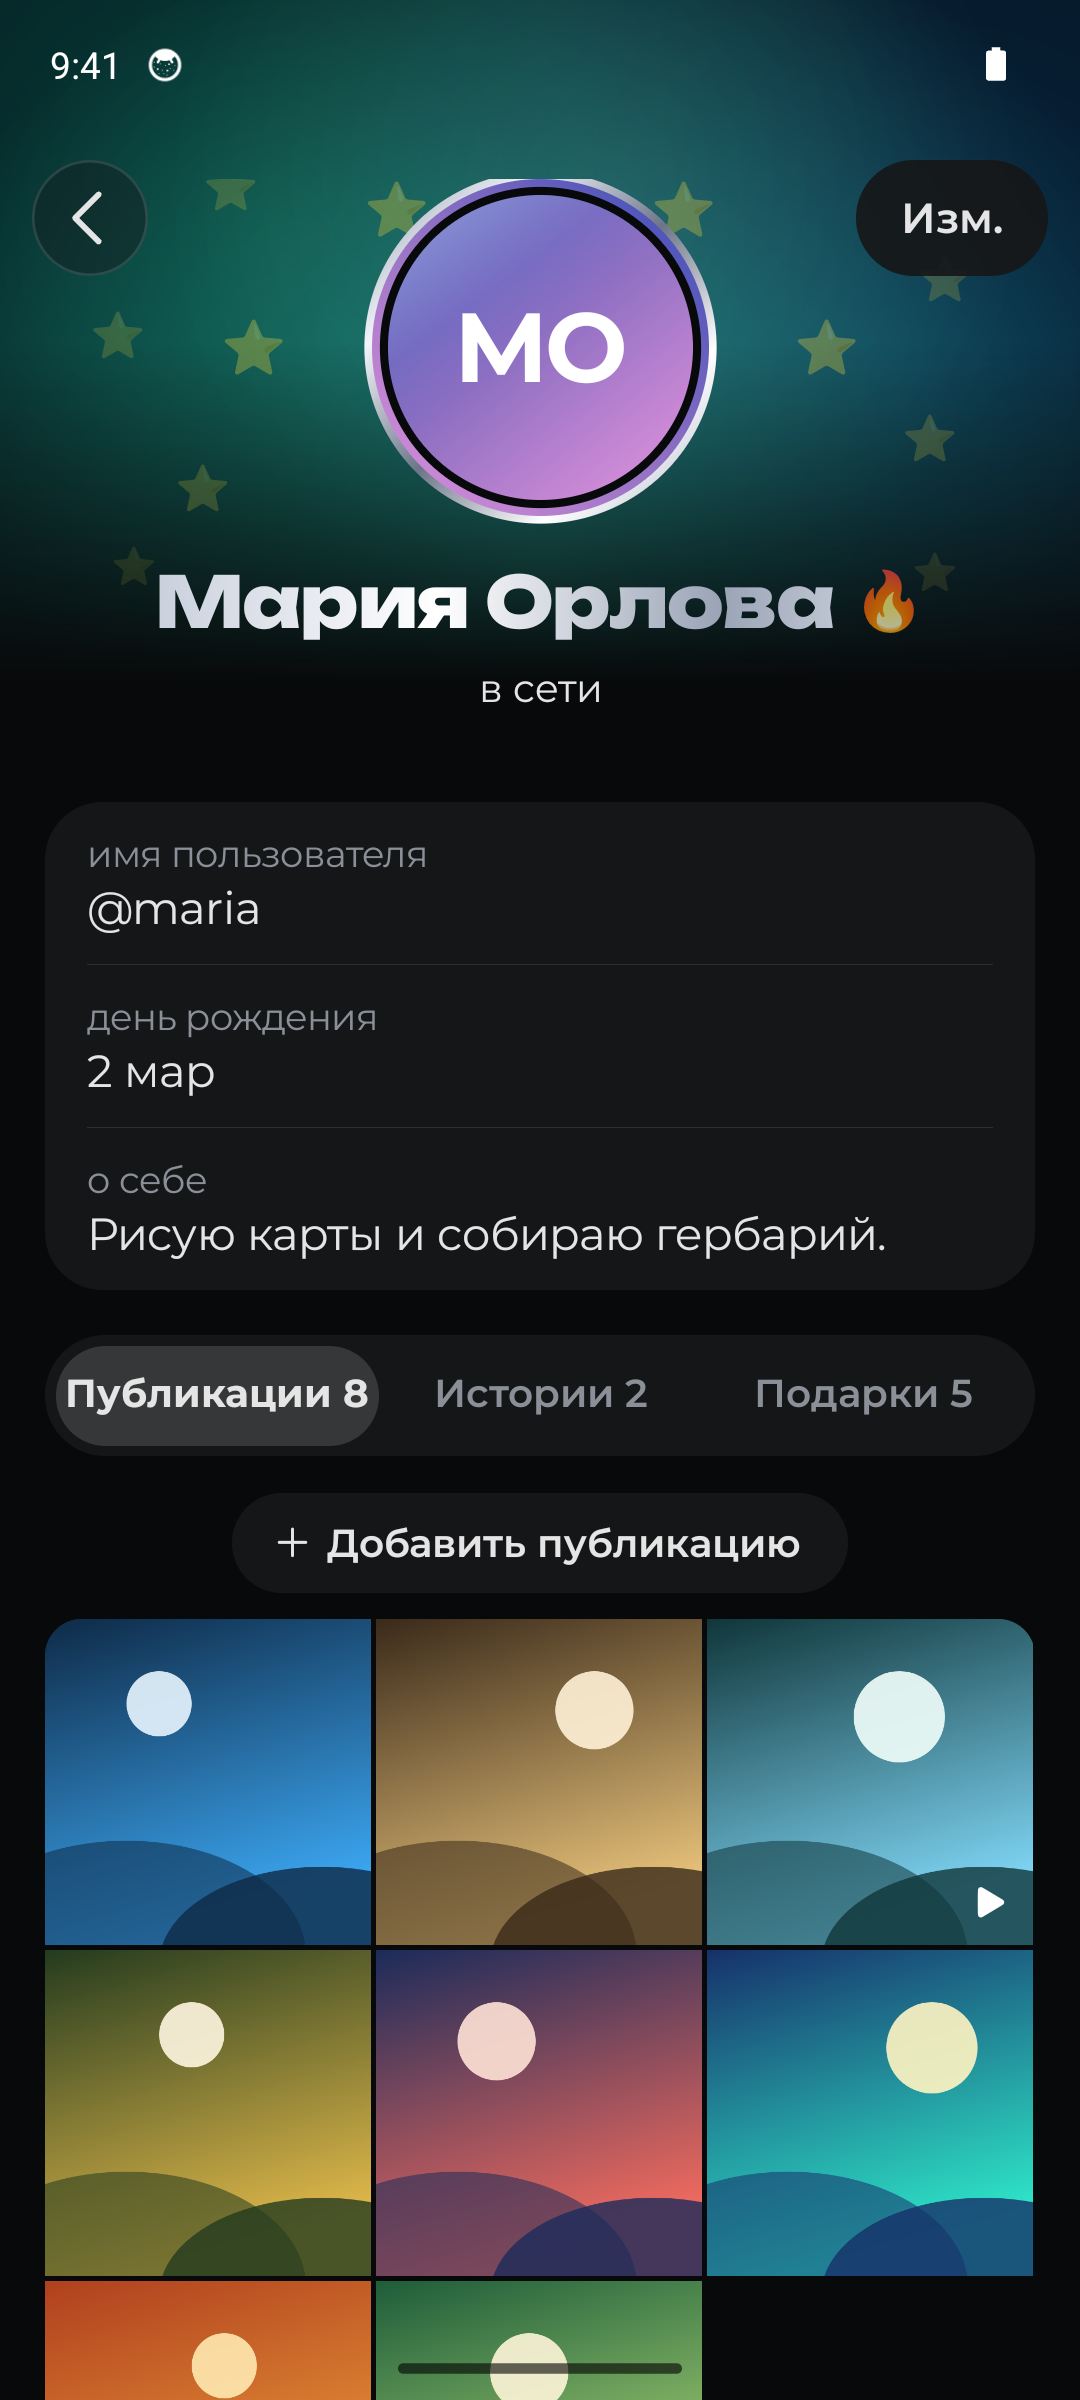 9:41
Изм.
МО
Мария Орлова 🔥
в сети
имя пользователя
@maria
день рождения
2 мар
о себе
Рисую карты и собираю гербарий.
Публикации 8
Истории 2
Подарки 5
+ Добавить публикацию